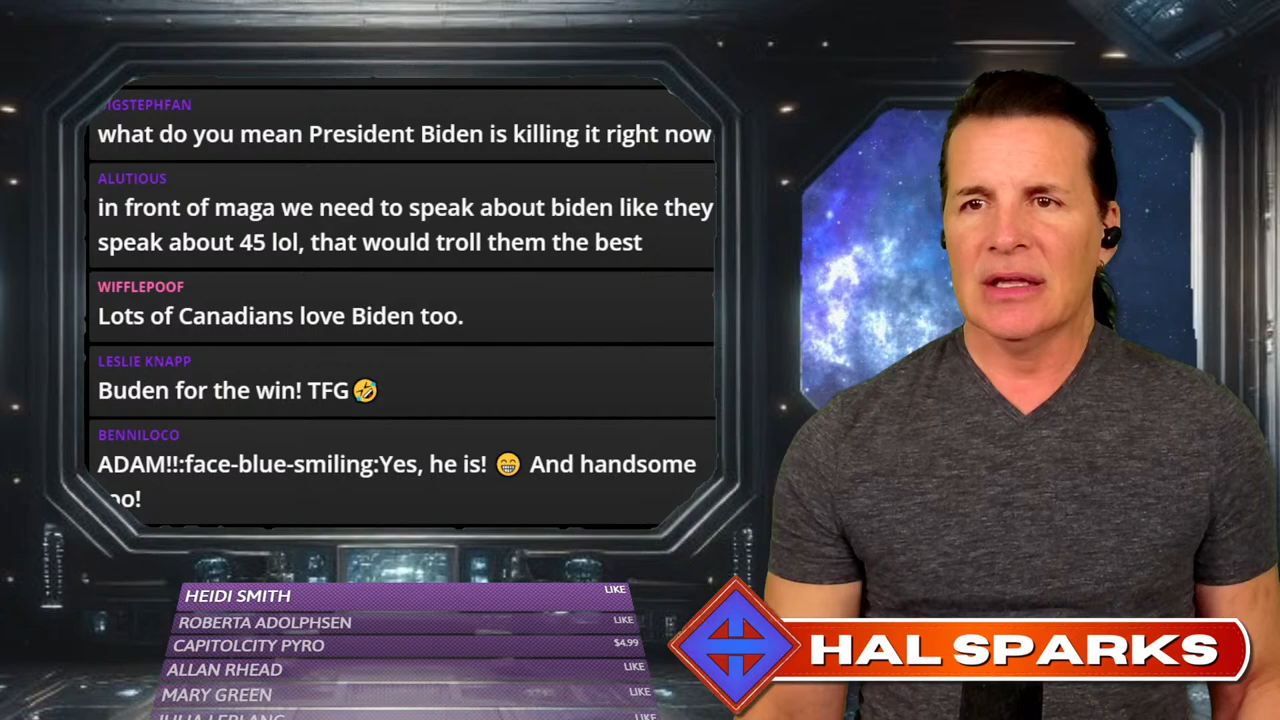 IGSTEPHFAN
what do you mean President Biden is killing it right now
ALUTIOUS
in front of maga we need to speak about biden like they
speak about 45 lol, that would troll them the best
WIFFLEPOOF
Lots of Canadians love Biden too.
LESLIE KNAPP
Buden for the win! TFG🤣
BENNILOCO
ADAM!!:face-blue-smiling:Yes, he is! 😁 And handsome
oo!
HEIDI SMITH LIKE
ROBERTA ADOLPHSEN LIKE
CAPITOLCITY PYRO $4.99
ALLAN RHEAD LIKE
MARY GREEN LIKE
JULIA LEBLANC LIKE
HAL SPARKS